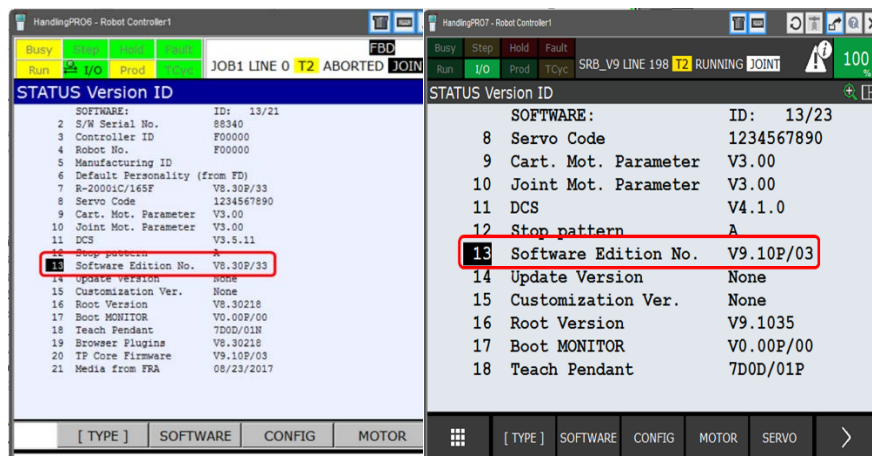 HandlingPRO6 - Robot Controller1
Busy Step Hold Fault
Run I/O Prod TCyc
FBD
JOB1 LINE 0 T2 ABORTED JOIN
STATUS Version ID
SOFTWARE: ID: 13/21
2 S/W Serial No. 88340
3 Controller ID F00000
4 Robot No. F00000
5 Manufacturing ID
6 Default Personality (from FD)
7 R-2000iC/165F V8.30P/33
8 Servo Code 1234567890
9 Cart. Mot. Parameter V3.00
10 Joint Mot. Parameter V3.00
11 DCS V3.5.11
12 Stop pattern A
13 Software Edition No. V8.30P/33
14 Update Version None
15 Customization Ver. None
16 Root Version V8.30218
17 Boot MONITOR V0.00P/00
18 Teach Pendant 7D0D/01N
19 Browser Plugins V8.30218
20 TP Core Firmware V9.10P/03
21 Media from FRA 08/23/2017
[ TYPE ] SOFTWARE CONFIG MOTOR
HandlingPRO7 - Robot Controller1
Busy Step Hold Fault
Run I/O Prod TCyc
SRB_V9 LINE 198 T2 RUNNING JOINT
100
%
STATUS Version ID
SOFTWARE: ID: 13/23
8 Servo Code 1234567890
9 Cart. Mot. Parameter V3.00
10 Joint Mot. Parameter V3.00
11 DCS V4.1.0
12 Stop pattern A
13 Software Edition No. V9.10P/03
14 Update Version None
15 Customization Ver. None
16 Root Version V9.1035
17 Boot MONITOR V0.00P/00
18 Teach Pendant 7D0D/01P
[ TYPE ] SOFTWARE CONFIG MOTOR SERVO